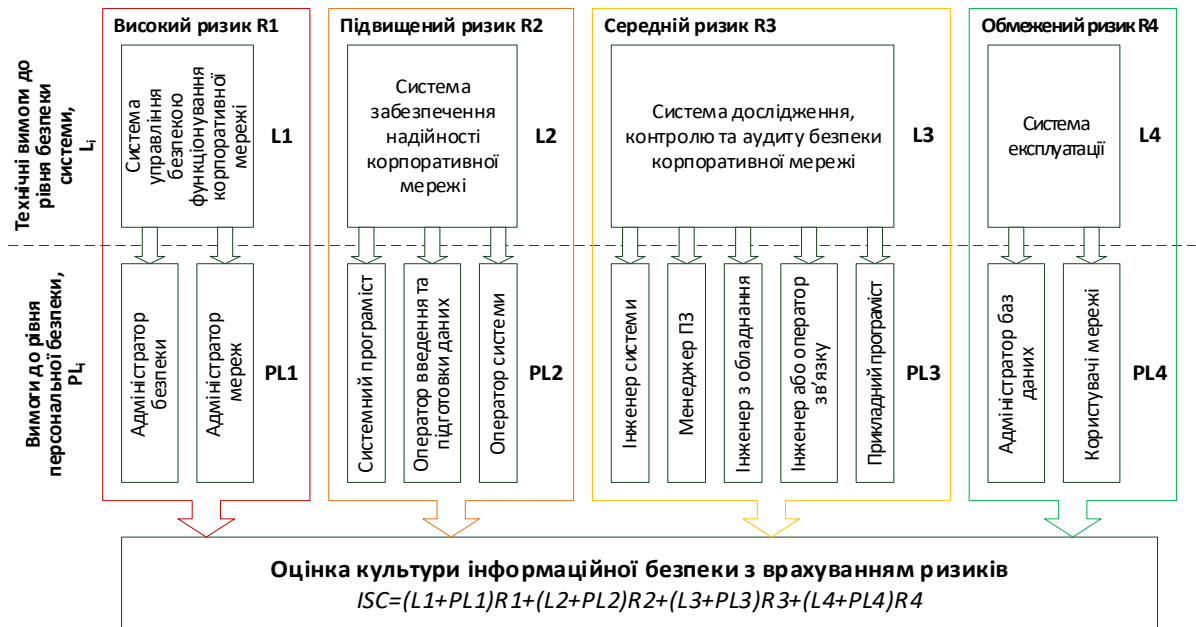 Високий ризик R1
Підвищений ризик R2
Середній ризик R3
Обмежений ризик R4
Технічні вимоги до
рівня безпеки
системи,
Li
Система
управління
безпекою
функціонування
корпоративної
мережі
L1
Система
забезпечення
надійності
корпоративної
мережі
L2
Система дослідження,
контролю та аудиту безпеки
корпоративної мережі
L3
Система
експлуатації
L4
Вимоги до рівня
персональної безпеки,
PLi
Адміністратор
безпеки
Адміністратор
мереж
PL1
Системний програміст
Оператор введення та
підготовки даних
Оператор системи
PL2
Інженер системи
Менеджер ПЗ
Інженер з обладнання
Інженер або оператор
зв’язку
Прикладний програміст
PL3
Адміністратор баз
даних
Користувачі мережі
PL4
Оцінка культури інформаційної безпеки з врахуванням ризиків
ISC=(L1+PL1)R1+(L2+PL2)R2+(L3+PL3)R3+(L4+PL4)R4